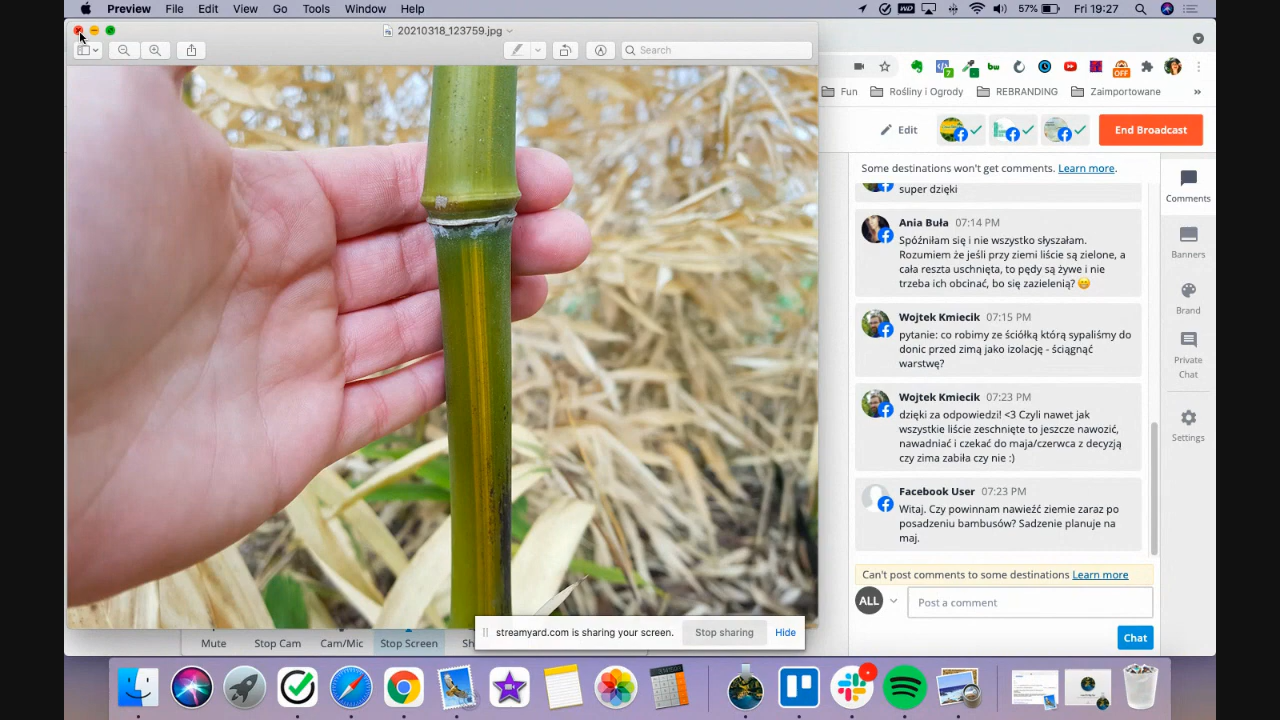 Preview File Edit View Go Tools Window Help 57% Fri 19:27
20210318_123759.jpg
Search
7
OFF
Fun Rośliny i Ogrody REBRANDING Zaimportowane »
Edit End Broadcast
Some destinations won't get comments. Learn more.
super dzięki
Ania Buła 07:14 PM
Spóźniłam się i nie wszystko słyszałam.
Rozumiem że jeśli przy ziemi liście są zielone, a
cała reszta uschnięta, to pędy są żywe i nie
trzeba ich obcinać, bo się zazielenią?
Wojtek Kmiecik 07:15 PM
pytanie: co robimy ze ściółką którą sypaliśmy do
donic przed zimą jako izolację - ściągnąć
warstwę?
Wojtek Kmiecik 07:23 PM
dzięki za odpowiedzi! <3 Czyli nawet jak
wszystkie liście zeschnięte to jeszcze nawozić,
nawadniać i czekać do maja/czerwca z decyzją
czy zima zabiła czy nie :)
Facebook User 07:23 PM
Witaj. Czy powinnam nawieźć ziemie zaraz po
posadzeniu bambusów? Sadzenie planuje na
maj.
Can't post comments to some destinations Learn more
ALL Post a comment
Chat
Comments
Banners
Brand
Private
Chat
Settings
Mute Stop Cam Cam/Mic Stop Screen Sh
streamyard.com is sharing your screen. Stop sharing Hide